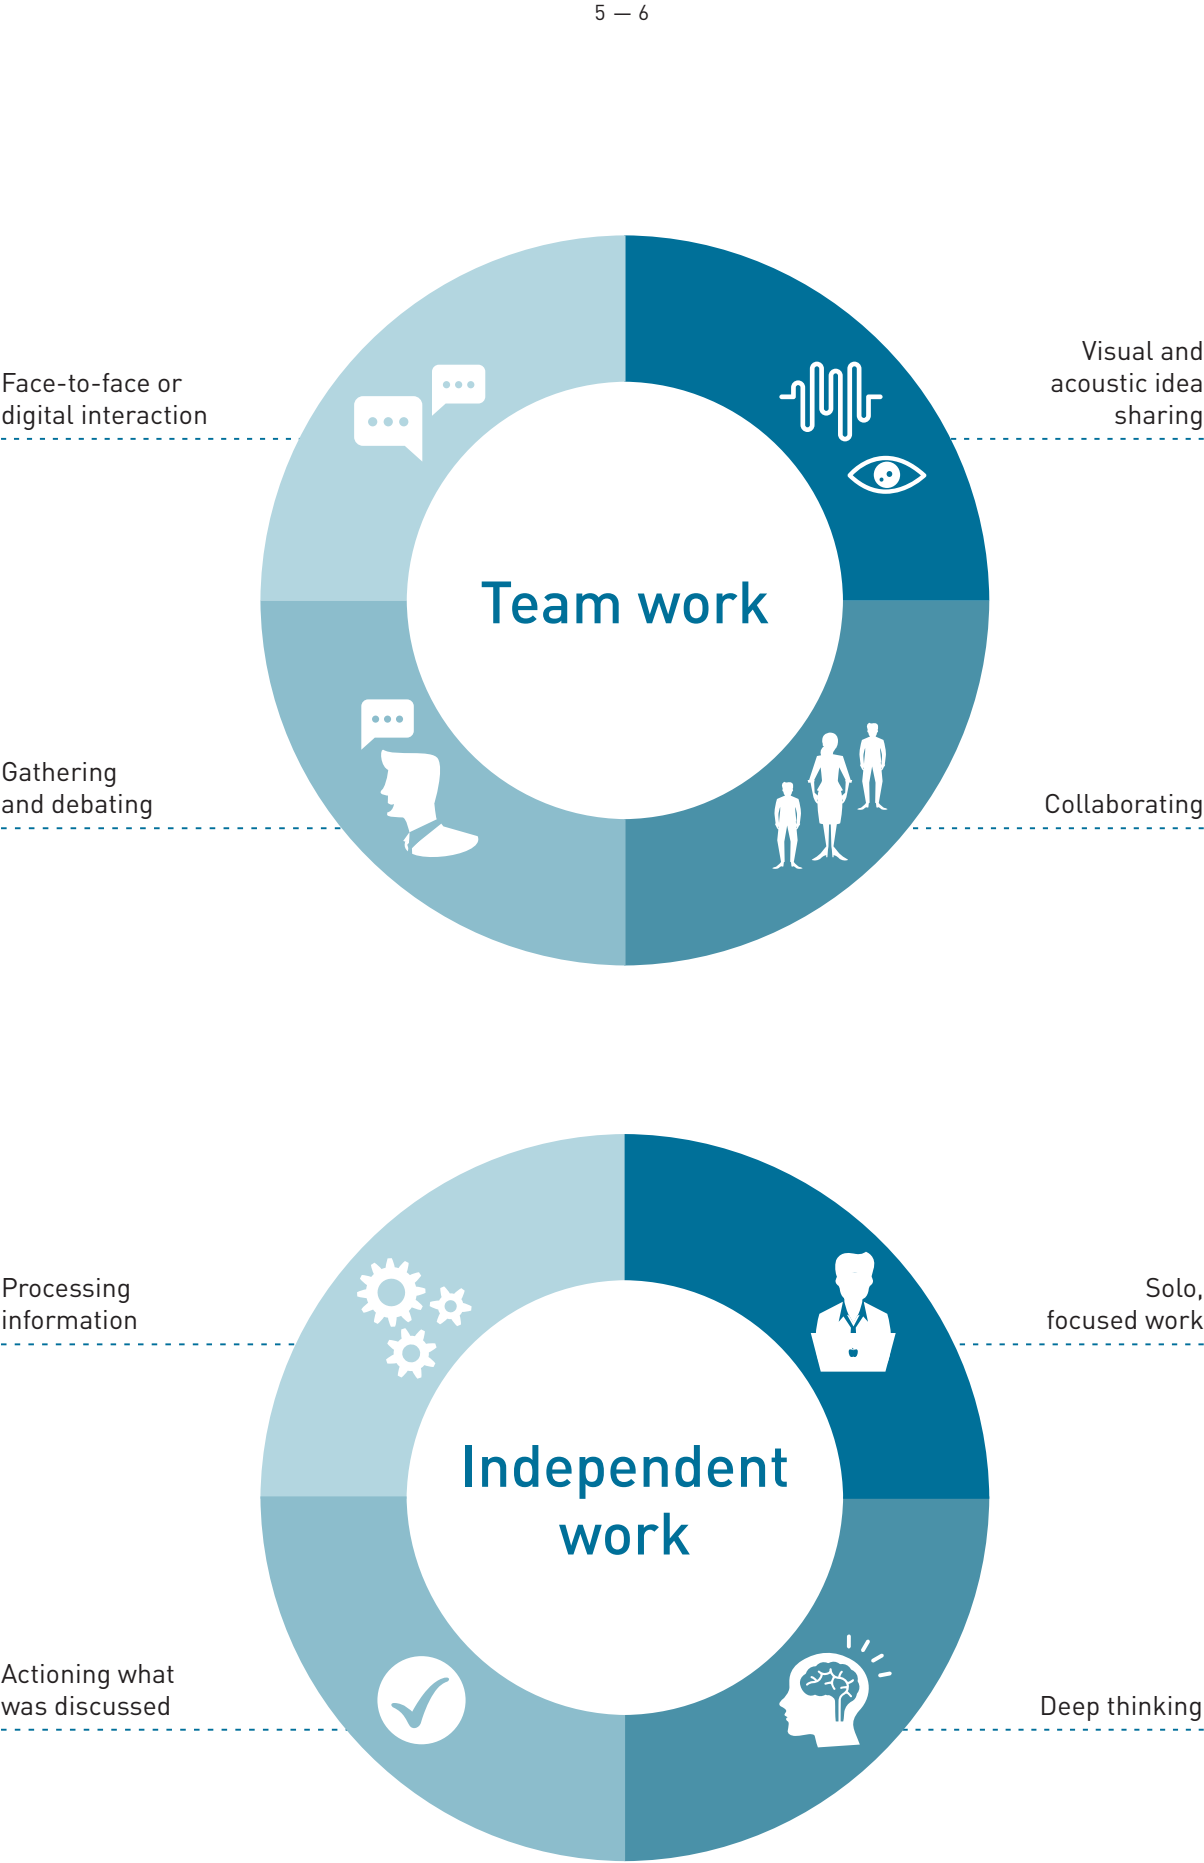 5 — 6
Face-to-face or
digital interaction
Visual and
acoustic idea
sharing
Team work
Gathering
and debating
Collaborating
Processing
information
Solo,
focused work
Independent
work
Actioning what
was discussed
Deep thinking